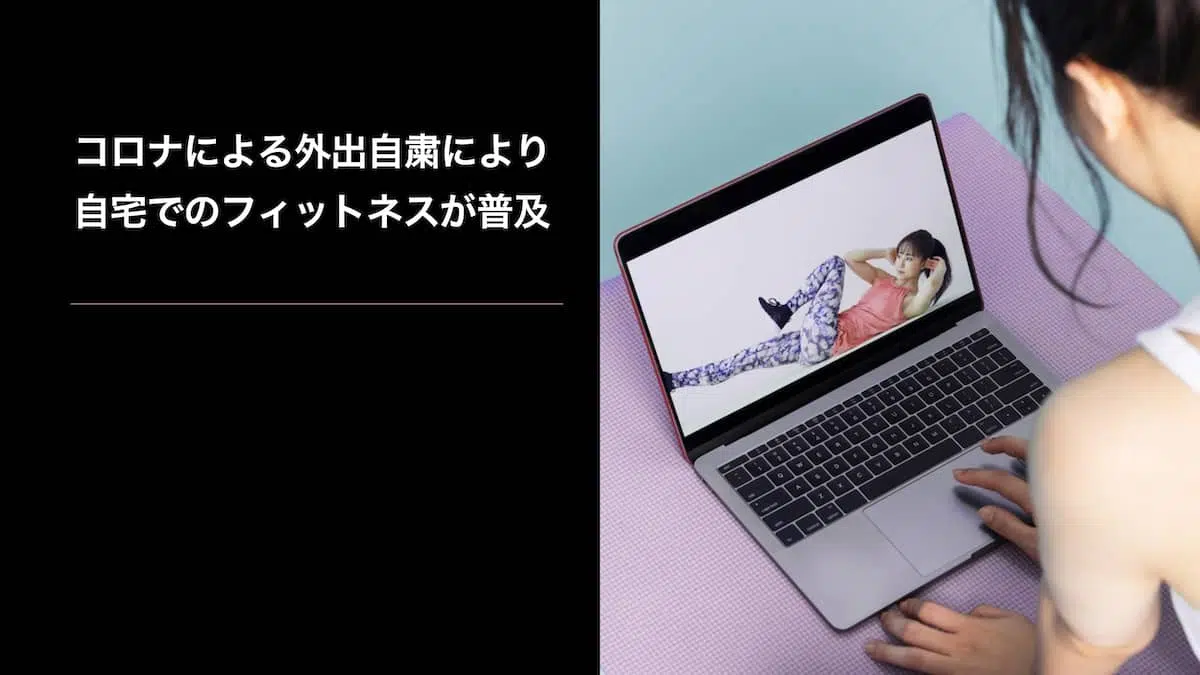 コロナによる外出自粛により
自宅でのフィットネスが普及